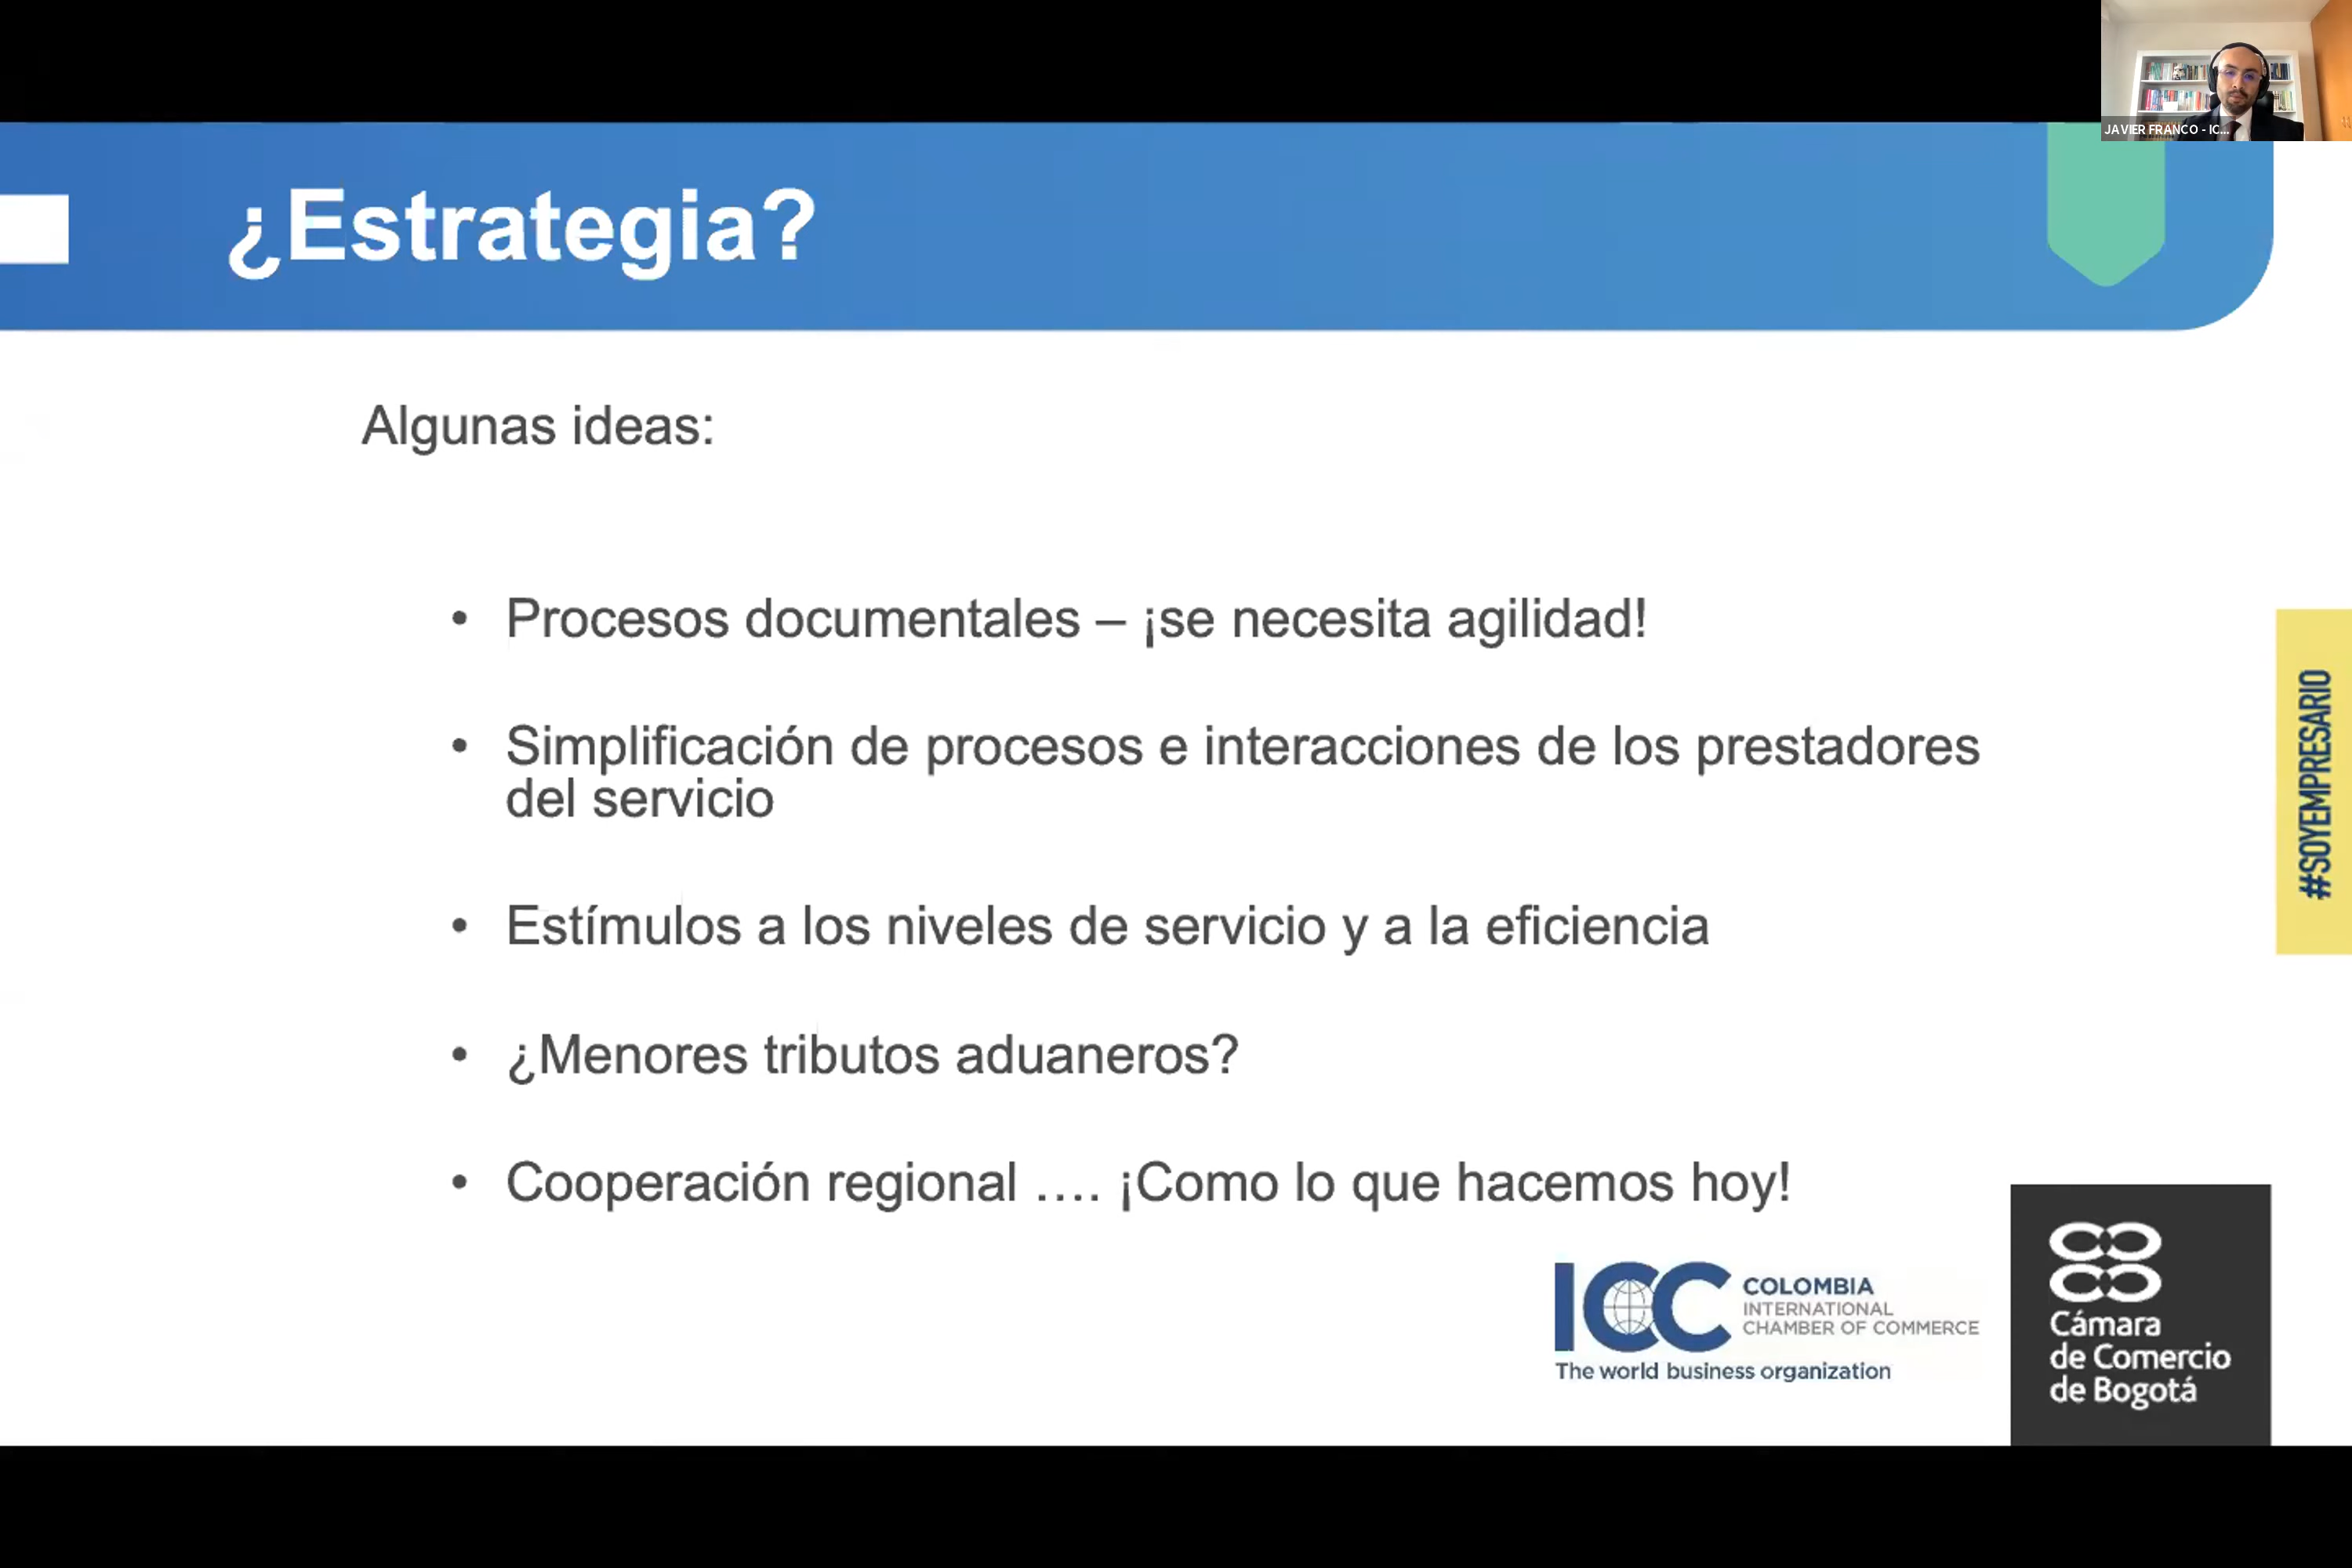 JAVIER FRANCO - IC...
¿Estrategia?
Algunas ideas:
• Procesos documentales – ¡se necesita agilidad!
• Simplificación de procesos e interacciones de los prestadores
del servicio
• Estímulos a los niveles de servicio y a la eficiencia
• ¿Menores tributos aduaneros?
• Cooperación regional .... ¡Como lo que hacemos hoy!
#SOYEMPRESARIO
ICC COLOMBIA
INTERNATIONAL
CHAMBER OF COMMERCE
The world business organization
Cámara
de Comercio
de Bogotá